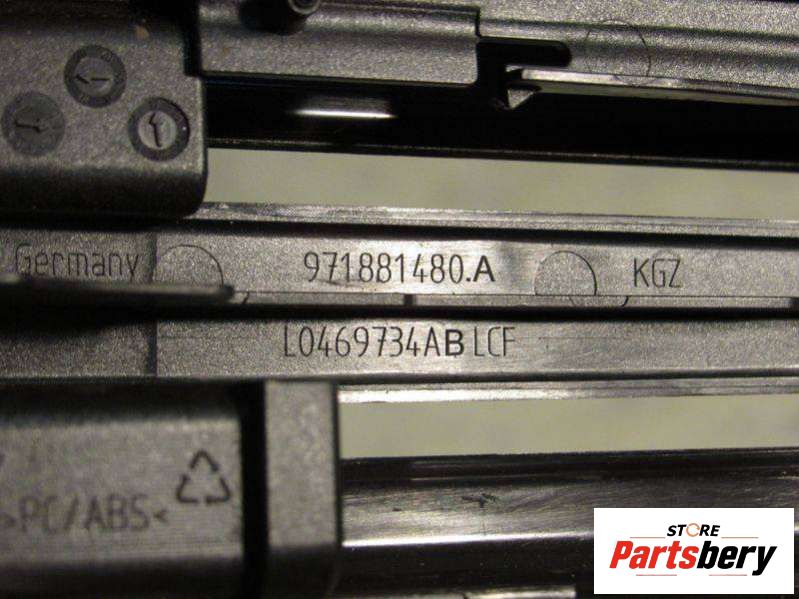 Germany 971881480.A KGZ
L0469734AB LCF
>PC/ABS<
STORE
Partsbery